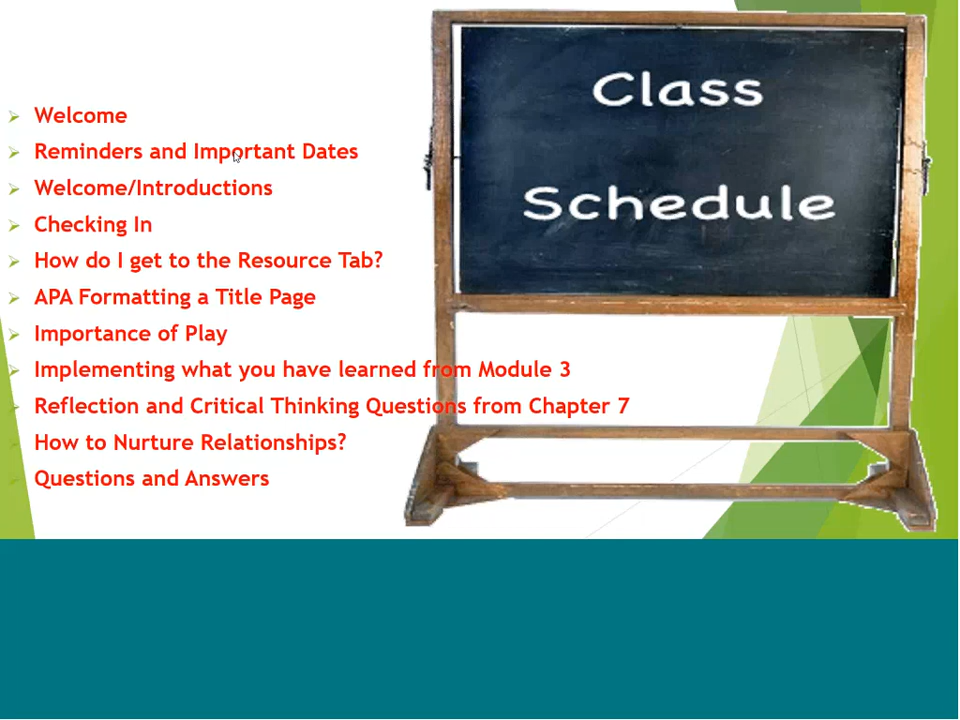 Class
Schedule
Welcome
Reminders and Important Dates
Welcome/Introductions
Checking In
How do I get to the Resource Tab?
APA Formatting a Title Page
Importance of Play
Implementing what you have learned from Module 3
Reflection and Critical Thinking Questions from Chapter 7
How to Nurture Relationships?
Questions and Answers